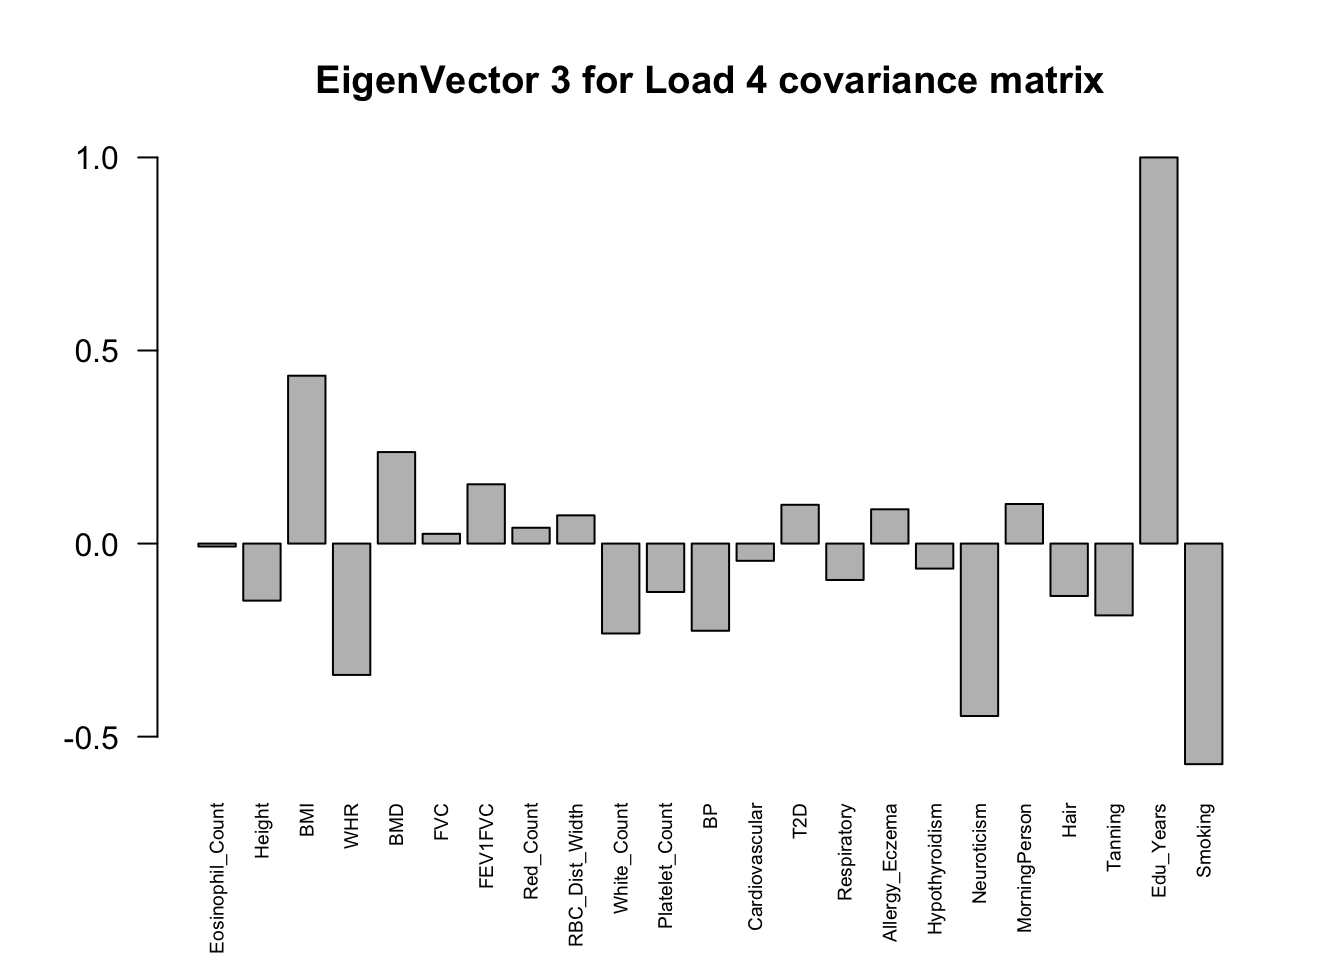 EigenVector 3 for Load 4 covariance matrix
1.0
0.5
0.0
-0.5
Eosinophil_Count
Height
BMI
WHR
BMD
FVC
FEV1FVC
Red_Count
RBC_Dist_Width
White_Count
Platelet_Count
BP
Cardiovascular
T2D
Respiratory
Allergy_Eczema
Hypothyroidism
Neuroticism
MorningPerson
Hair
Tanning
Edu_Years
Smoking